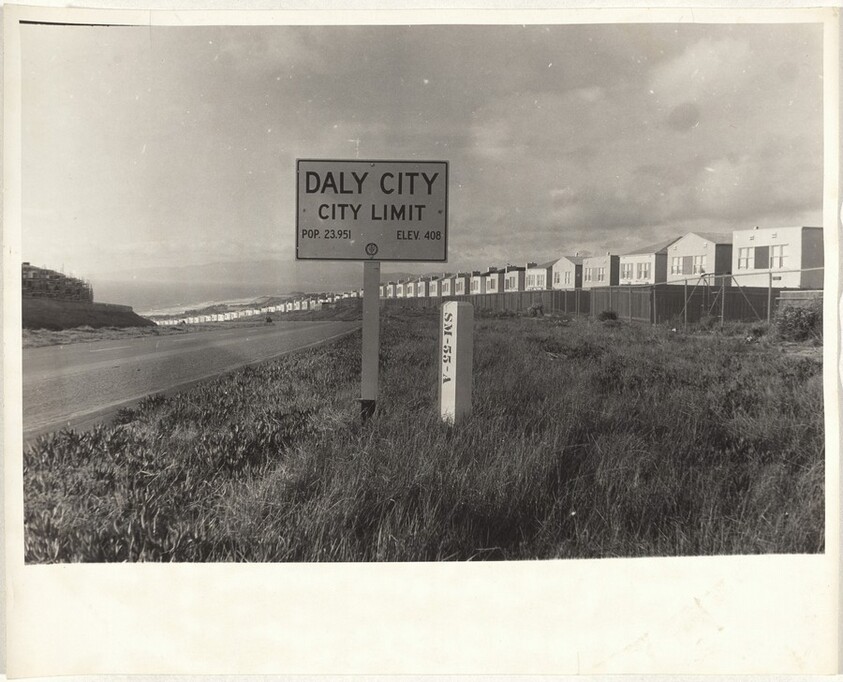 DALY CITY
CITY LIMIT
POP. 23.951 ELEV. 408
SM-55-A